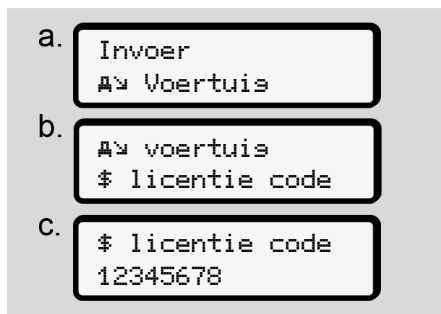 a.
Invoer
Voertuig
b.
voertuig
$ licentie code
c.
$ licentie code
12345678